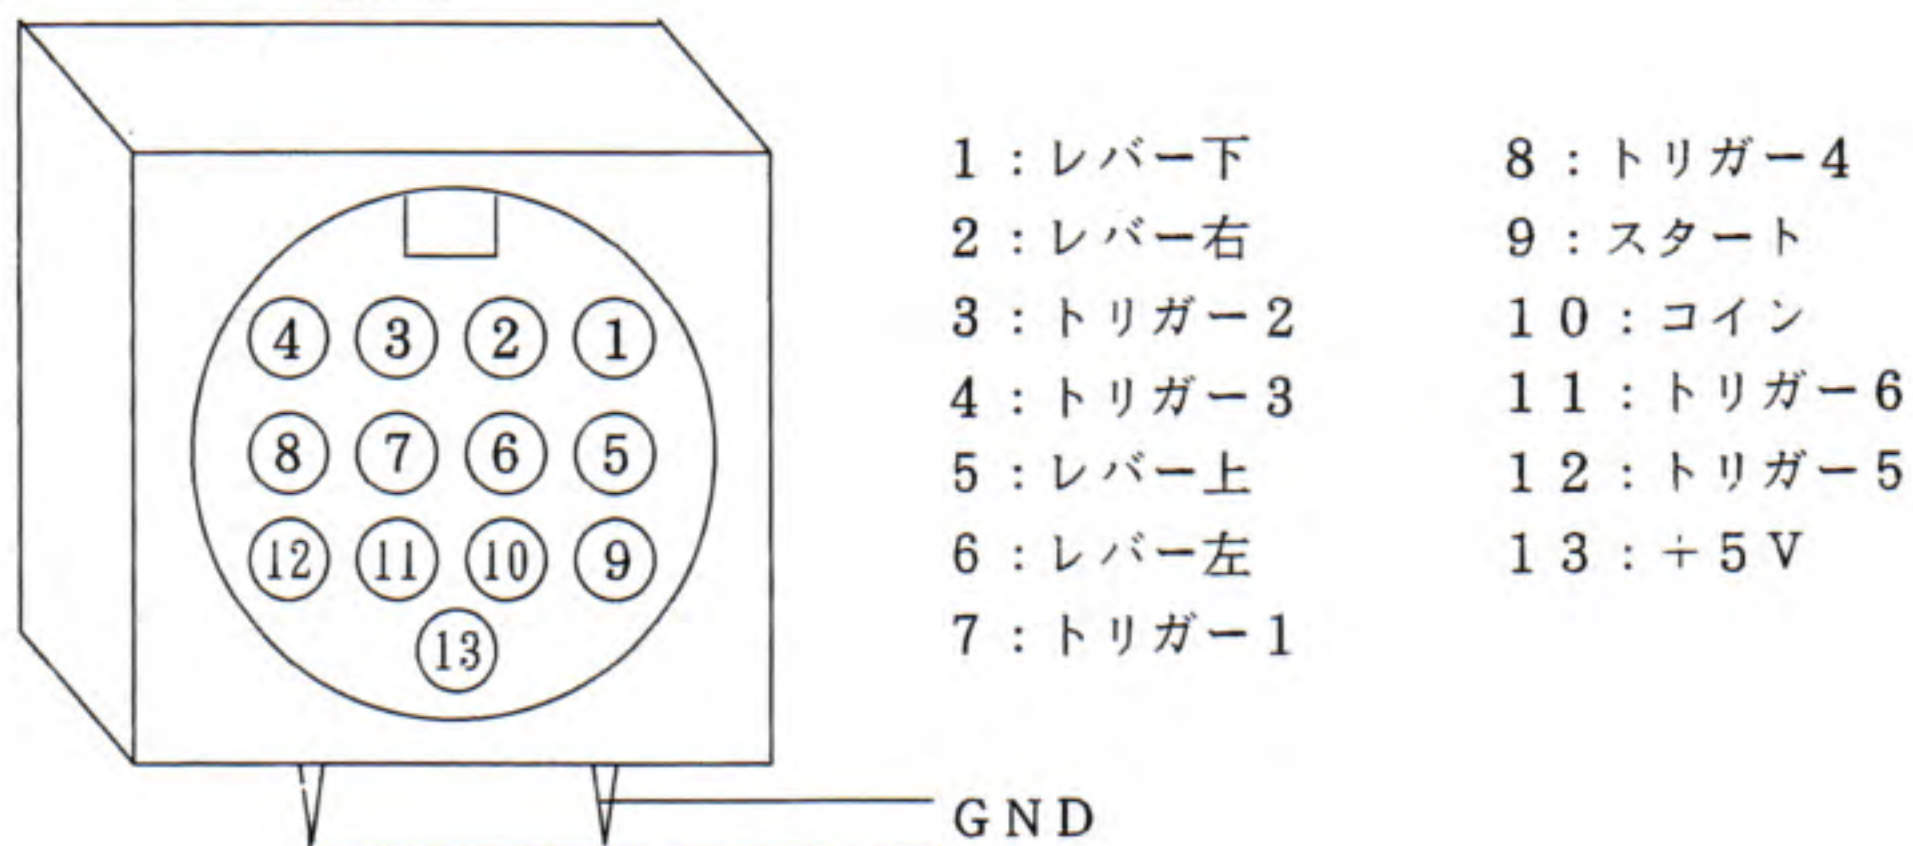 4 3 2 1
8 7 6 5
12 11 10 9
13
1：レバー下
2：レバー右
3：トリガー2
4：トリガー3
5：レバー上
6：レバー左
7：トリガー1
8：トリガー4
9：スタート
10：コイン
11：トリガー6
12：トリガー5
13：＋5V
GND